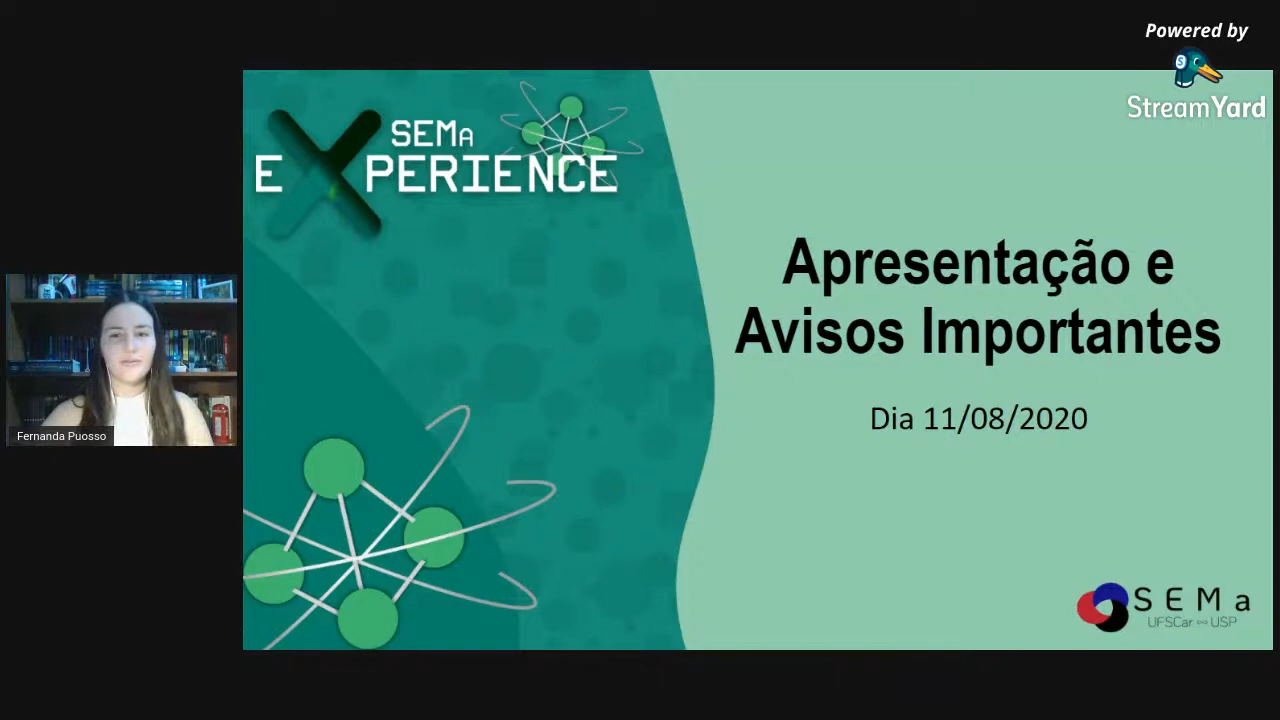 Powered by
StreamYard
SEMA
EXPERIENCE
Apresentação e
Avisos Importantes
Dia 11/08/2020
Fernanda Puosso
SEMa
UFSCar ∞ USP